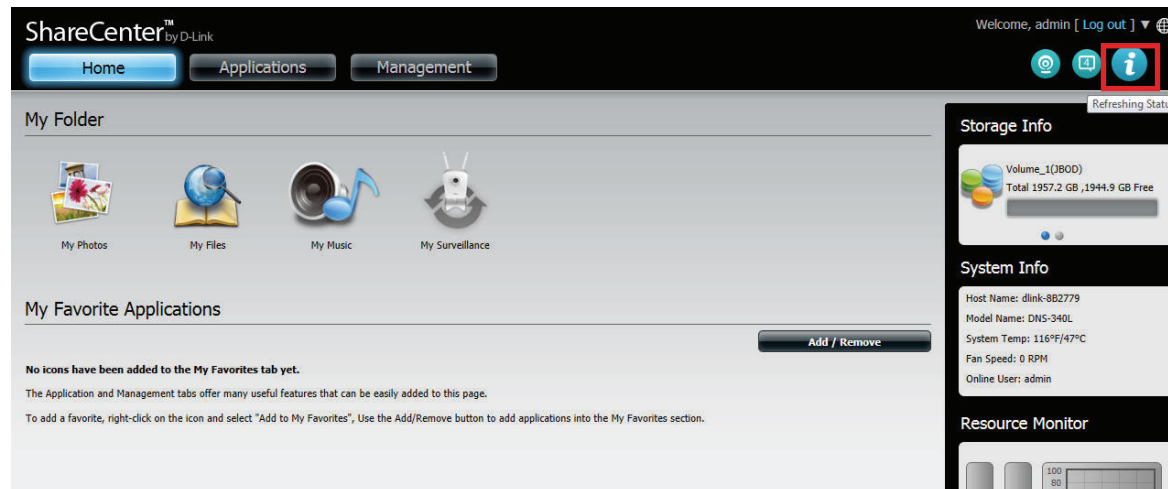 ShareCenter™ by D-Link
Welcome, admin [ Log out ] ▼
Home
Applications
Management
4
i
Refreshing Statu
My Folder
My Photos
My Files
My Music
My Surveillance
My Favorite Applications
Add / Remove
No icons have been added to the My Favorites tab yet.
The Application and Management tabs offer many useful features that can be easily added to this page.
To add a favorite, right-click on the icon and select "Add to My Favorites", Use the Add/Remove button to add applications into the My Favorites section.
Storage Info
Volume_1(JBOD)
Total 1957.2 GB ,1944.9 GB Free
System Info
Host Name: dlink-8B2779
Model Name: DNS-340L
System Temp: 116°F/47°C
Fan Speed: 0 RPM
Online User: admin
Resource Monitor
100
80